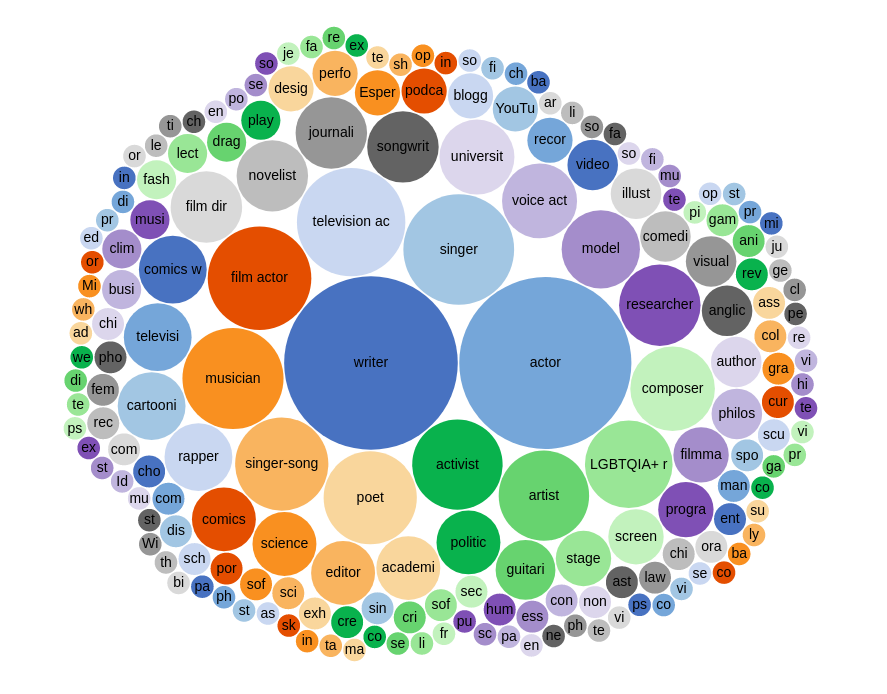 re
fa
ex
je
so
te
sh
op
in
so
fi
ch
ba
perfo
desig
Esper
podca
blogg
se
po
en
play
YouTu
ar
li
so
fa
ch
ti
le
or
drag
journali
songwrit
universit
recor
video
so
fi
mu
te
lect
fash
in
novelist
voice act
illust
op
st
pr
mi
di
pr
musi
film dir
television ac
singer
model
comedi
pi
gam
ani
ju
ed
clim
or
comics w
film actor
researcher
visual
rev
ge
cl
Mi
busi
wh
chi
ad
televisi
anglic
ass
pe
col
re
we
pho
musician
writer
actor
composer
author
gra
vi
hi
di
fem
te
cartooni
philos
cur
te
ps
rec
ex
com
rapper
singer-song
activist
LGBTQIA+ r
filmma
spo
scu
vi
pr
ga
st
Id
cho
mu
com
poet
artist
progra
man
co
ent
su
st
dis
Wi
comics
science
politic
screen
ora
ly
ba
th
sch
por
editor
academi
guitari
stage
chi
law
ast
se
co
bi
pa
ph
sof
sci
sec
hum
con
non
vi
co
ps
st
as
exh
sin
cre
cri
sof
pu
ess
vi
sk
in
ta
ma
co
se
li
fr
sc
pa
en
ne
ph
te